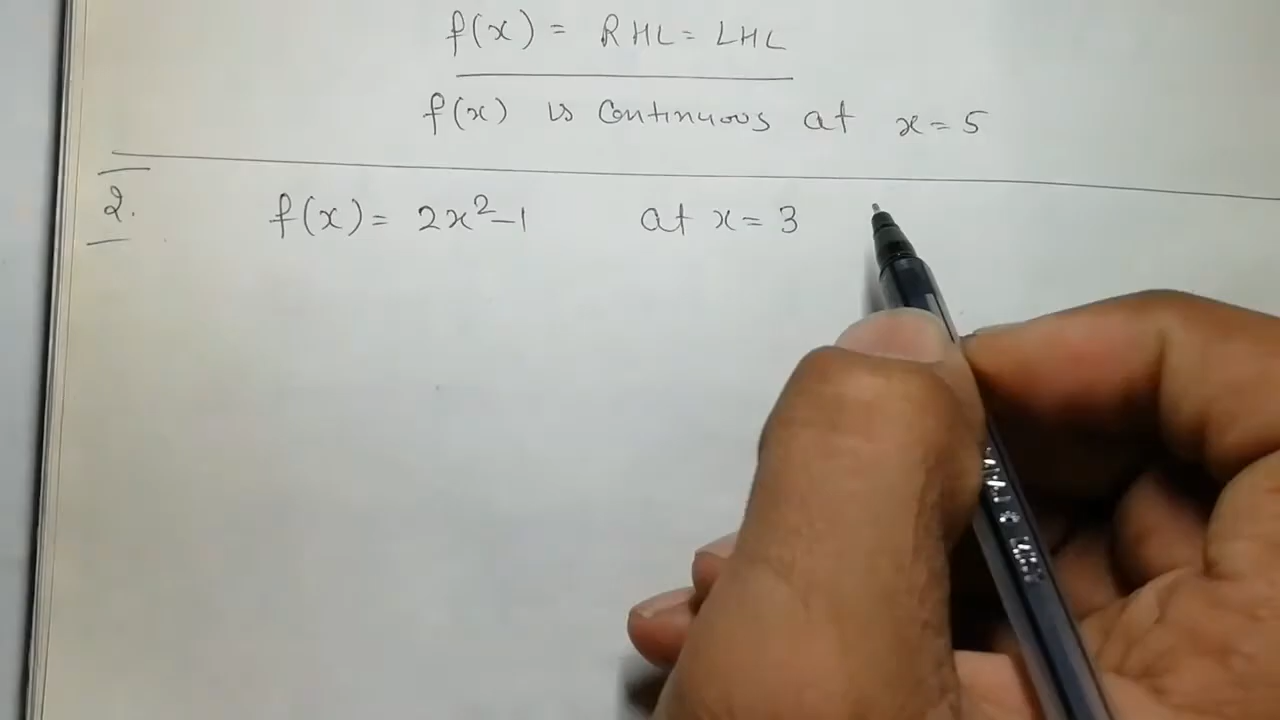 f(x) = RHL = LHL
f(x) is continuous at x = 5
2. f(x) = 2x²-1 at x = 3